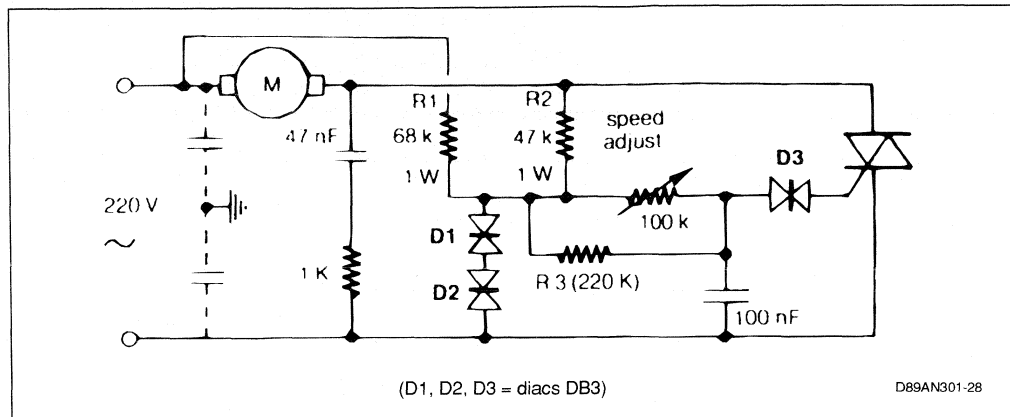 M
R1
R2
speed
adjust
47 nF
68 k
47 k
D3
1 W
1 W
220 V
D1
100 k
1 K
R 3 (220 K)
D2
100 nF
(D1, D2, D3 = diacs DB3)
D89AN301-28